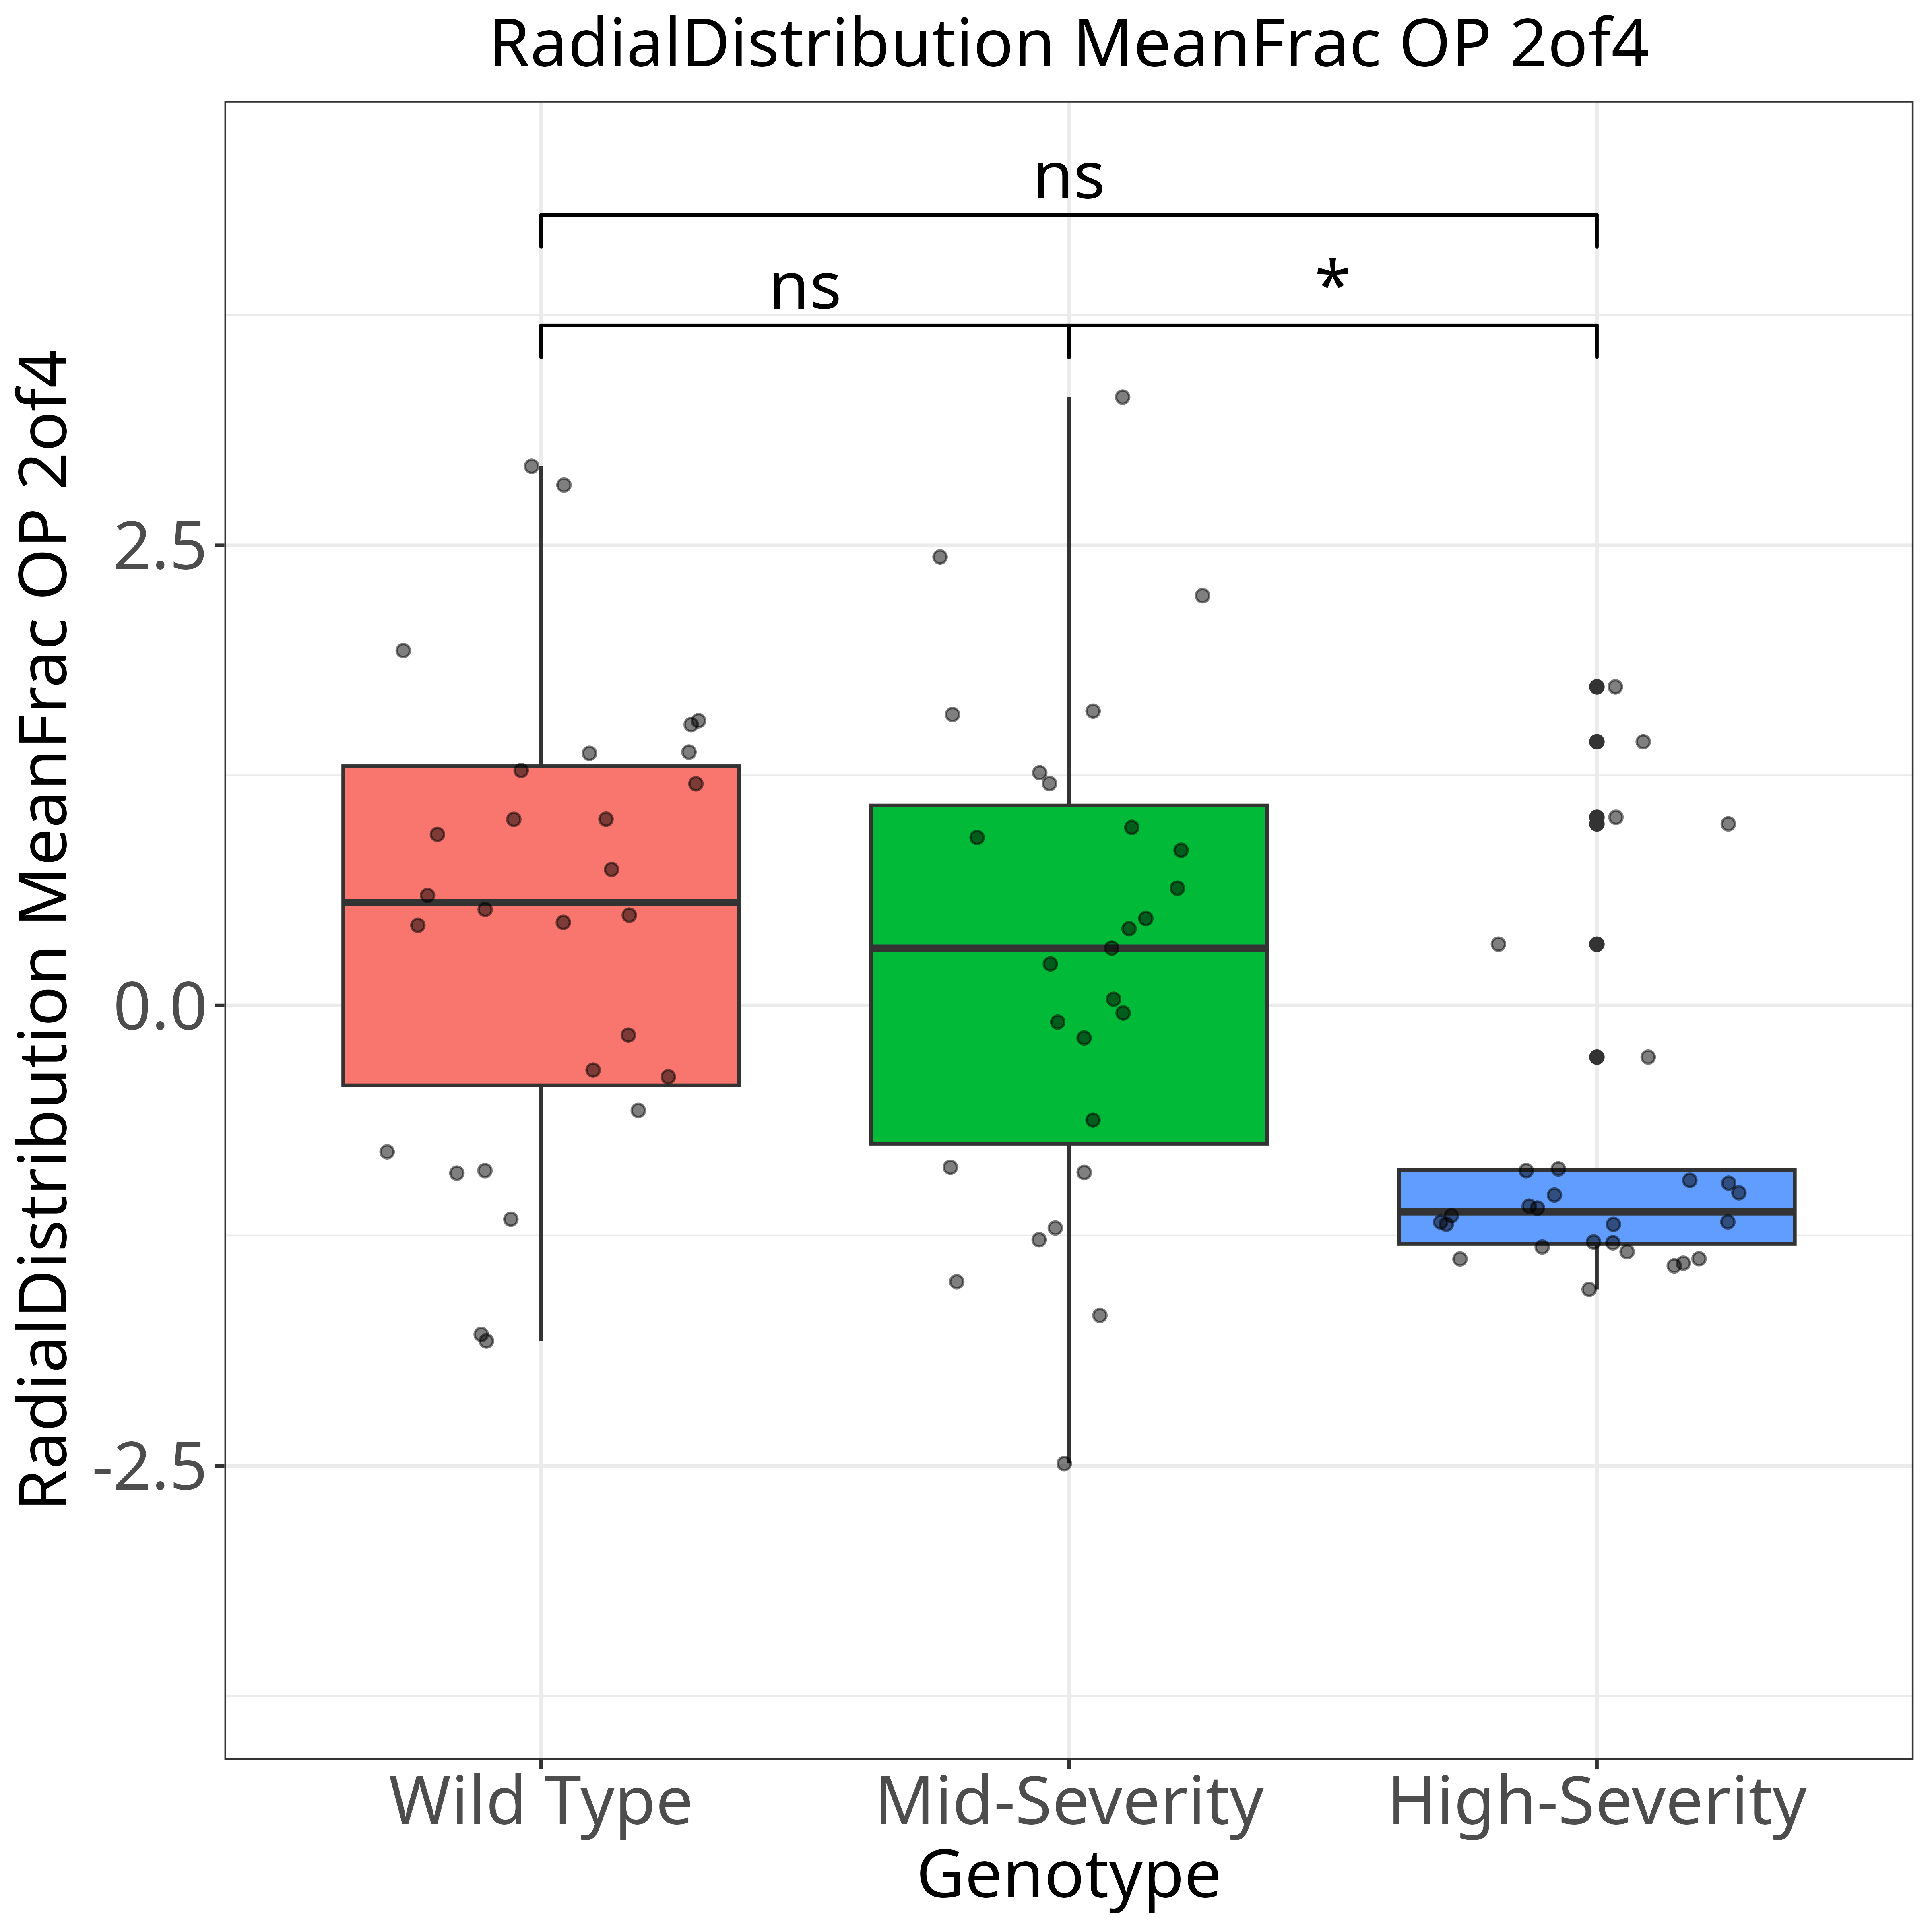 RadialDistribution MeanFrac OP 2of4
ns
ns
*
RadialDistribution MeanFrac OP 2of4
2.5
0.0
-2.5
Wild Type
Mid-Severity
High-Severity
Genotype